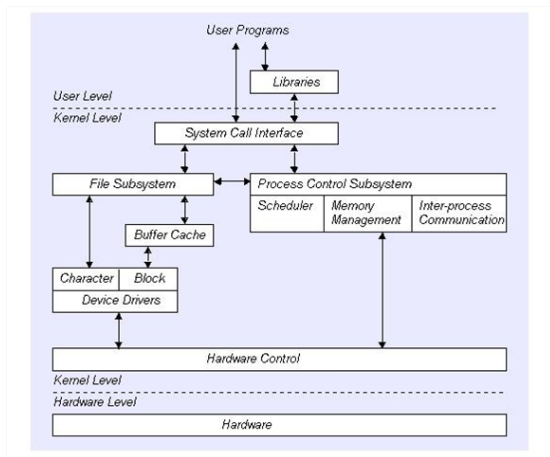 User Programs
Libraries
User Level
Kernel Level
System Call Interface
File Subsystem
Process Control Subsystem
Scheduler
Memory
Management
Inter-process
Communication
Buffer Cache
Character
Block
Device Drivers
Hardware Control
Kernel Level
Hardware Level
Hardware